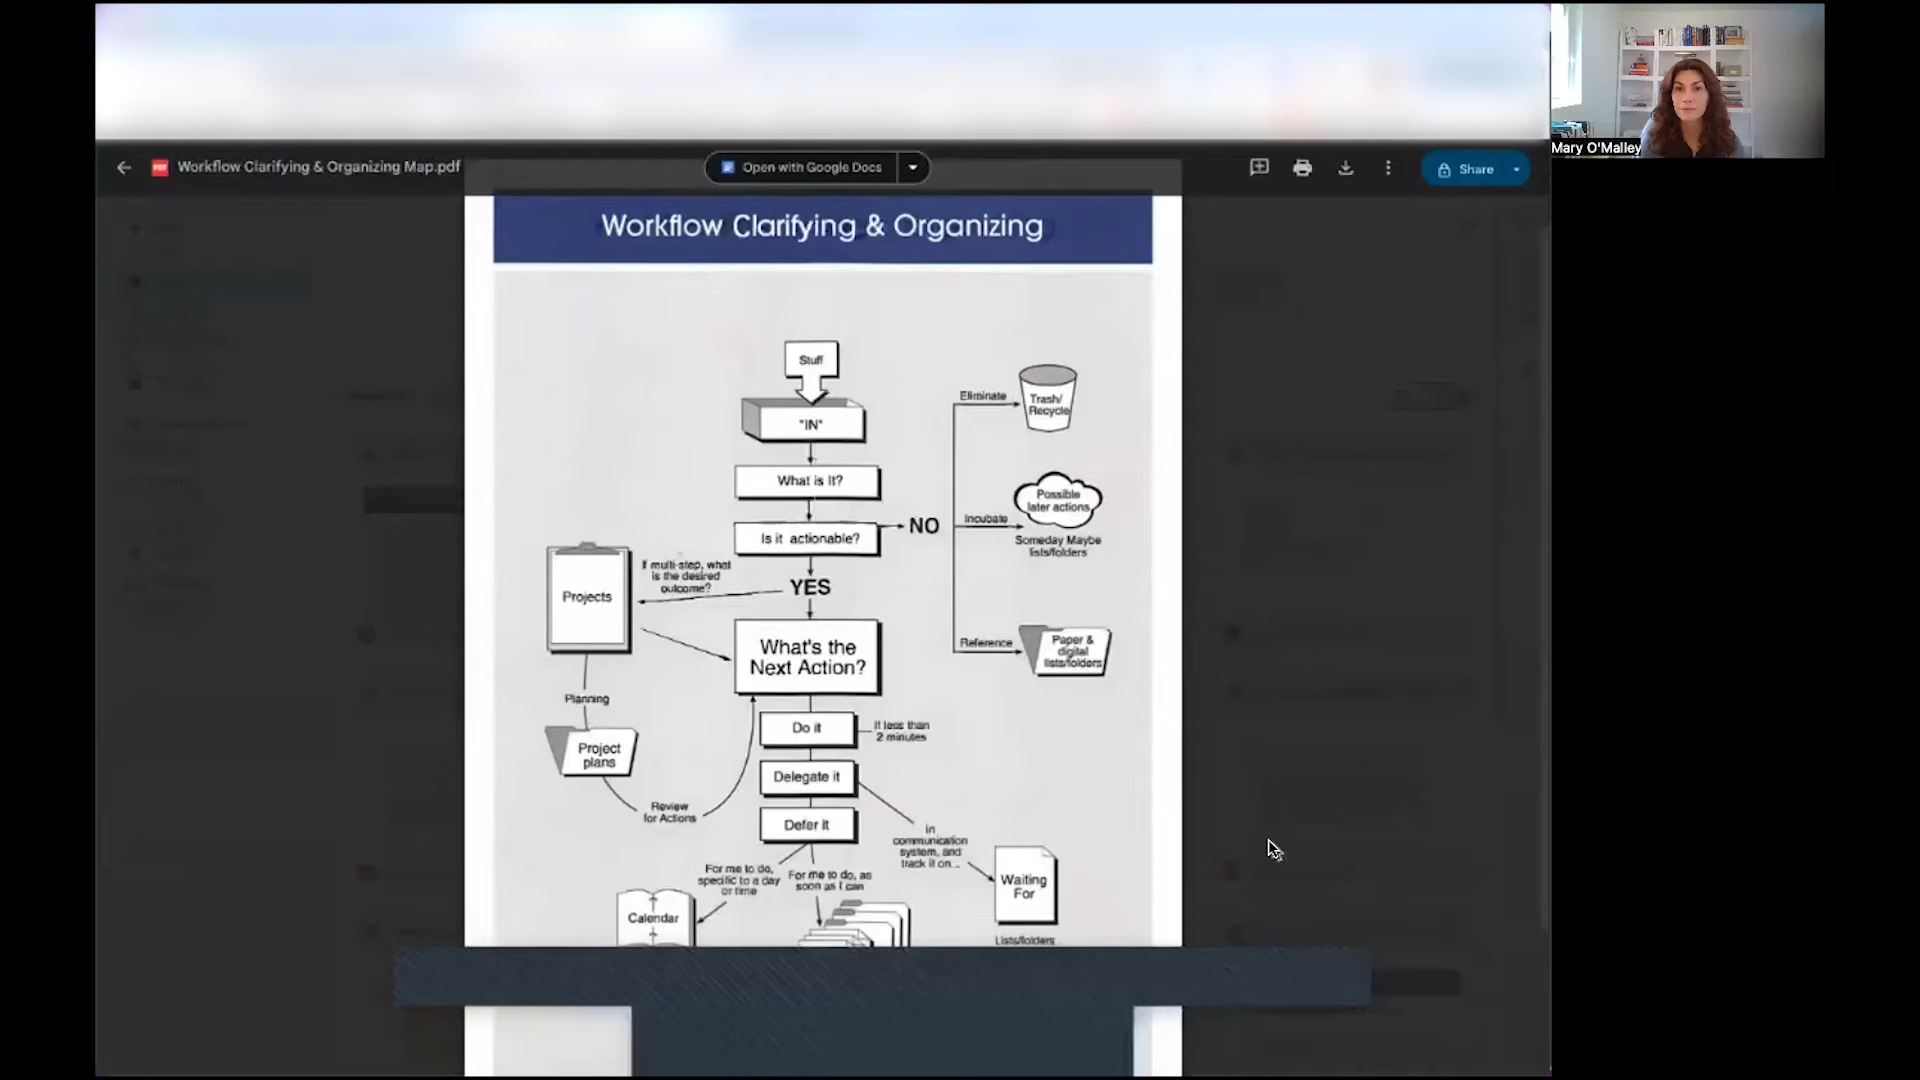 Workflow Clarifying & Organizing Map.pdf
Open with Google Docs
Share
Mary O'Malley
Workflow Clarifying & Organizing
Stuff
"IN"
What is it?
Is it actionable?
NO
Eliminate
Trash/
Recycle
Incubate
Possible
later actions
Someday Maybe
lists/folders
Reference
Paper &
digital
lists/folders
YES
If multi-step, what
is the desired
outcome?
Projects
What's the
Next Action?
Planning
Project
plans
Review
for Actions
Do it
If less than
2 minutes
Delegate it
Defer it
in
communication
system, and
track it on...
Waiting
For
Lists/folders
For me to do,
specific to a day
or time
For me to do, as
soon as I can
Calendar